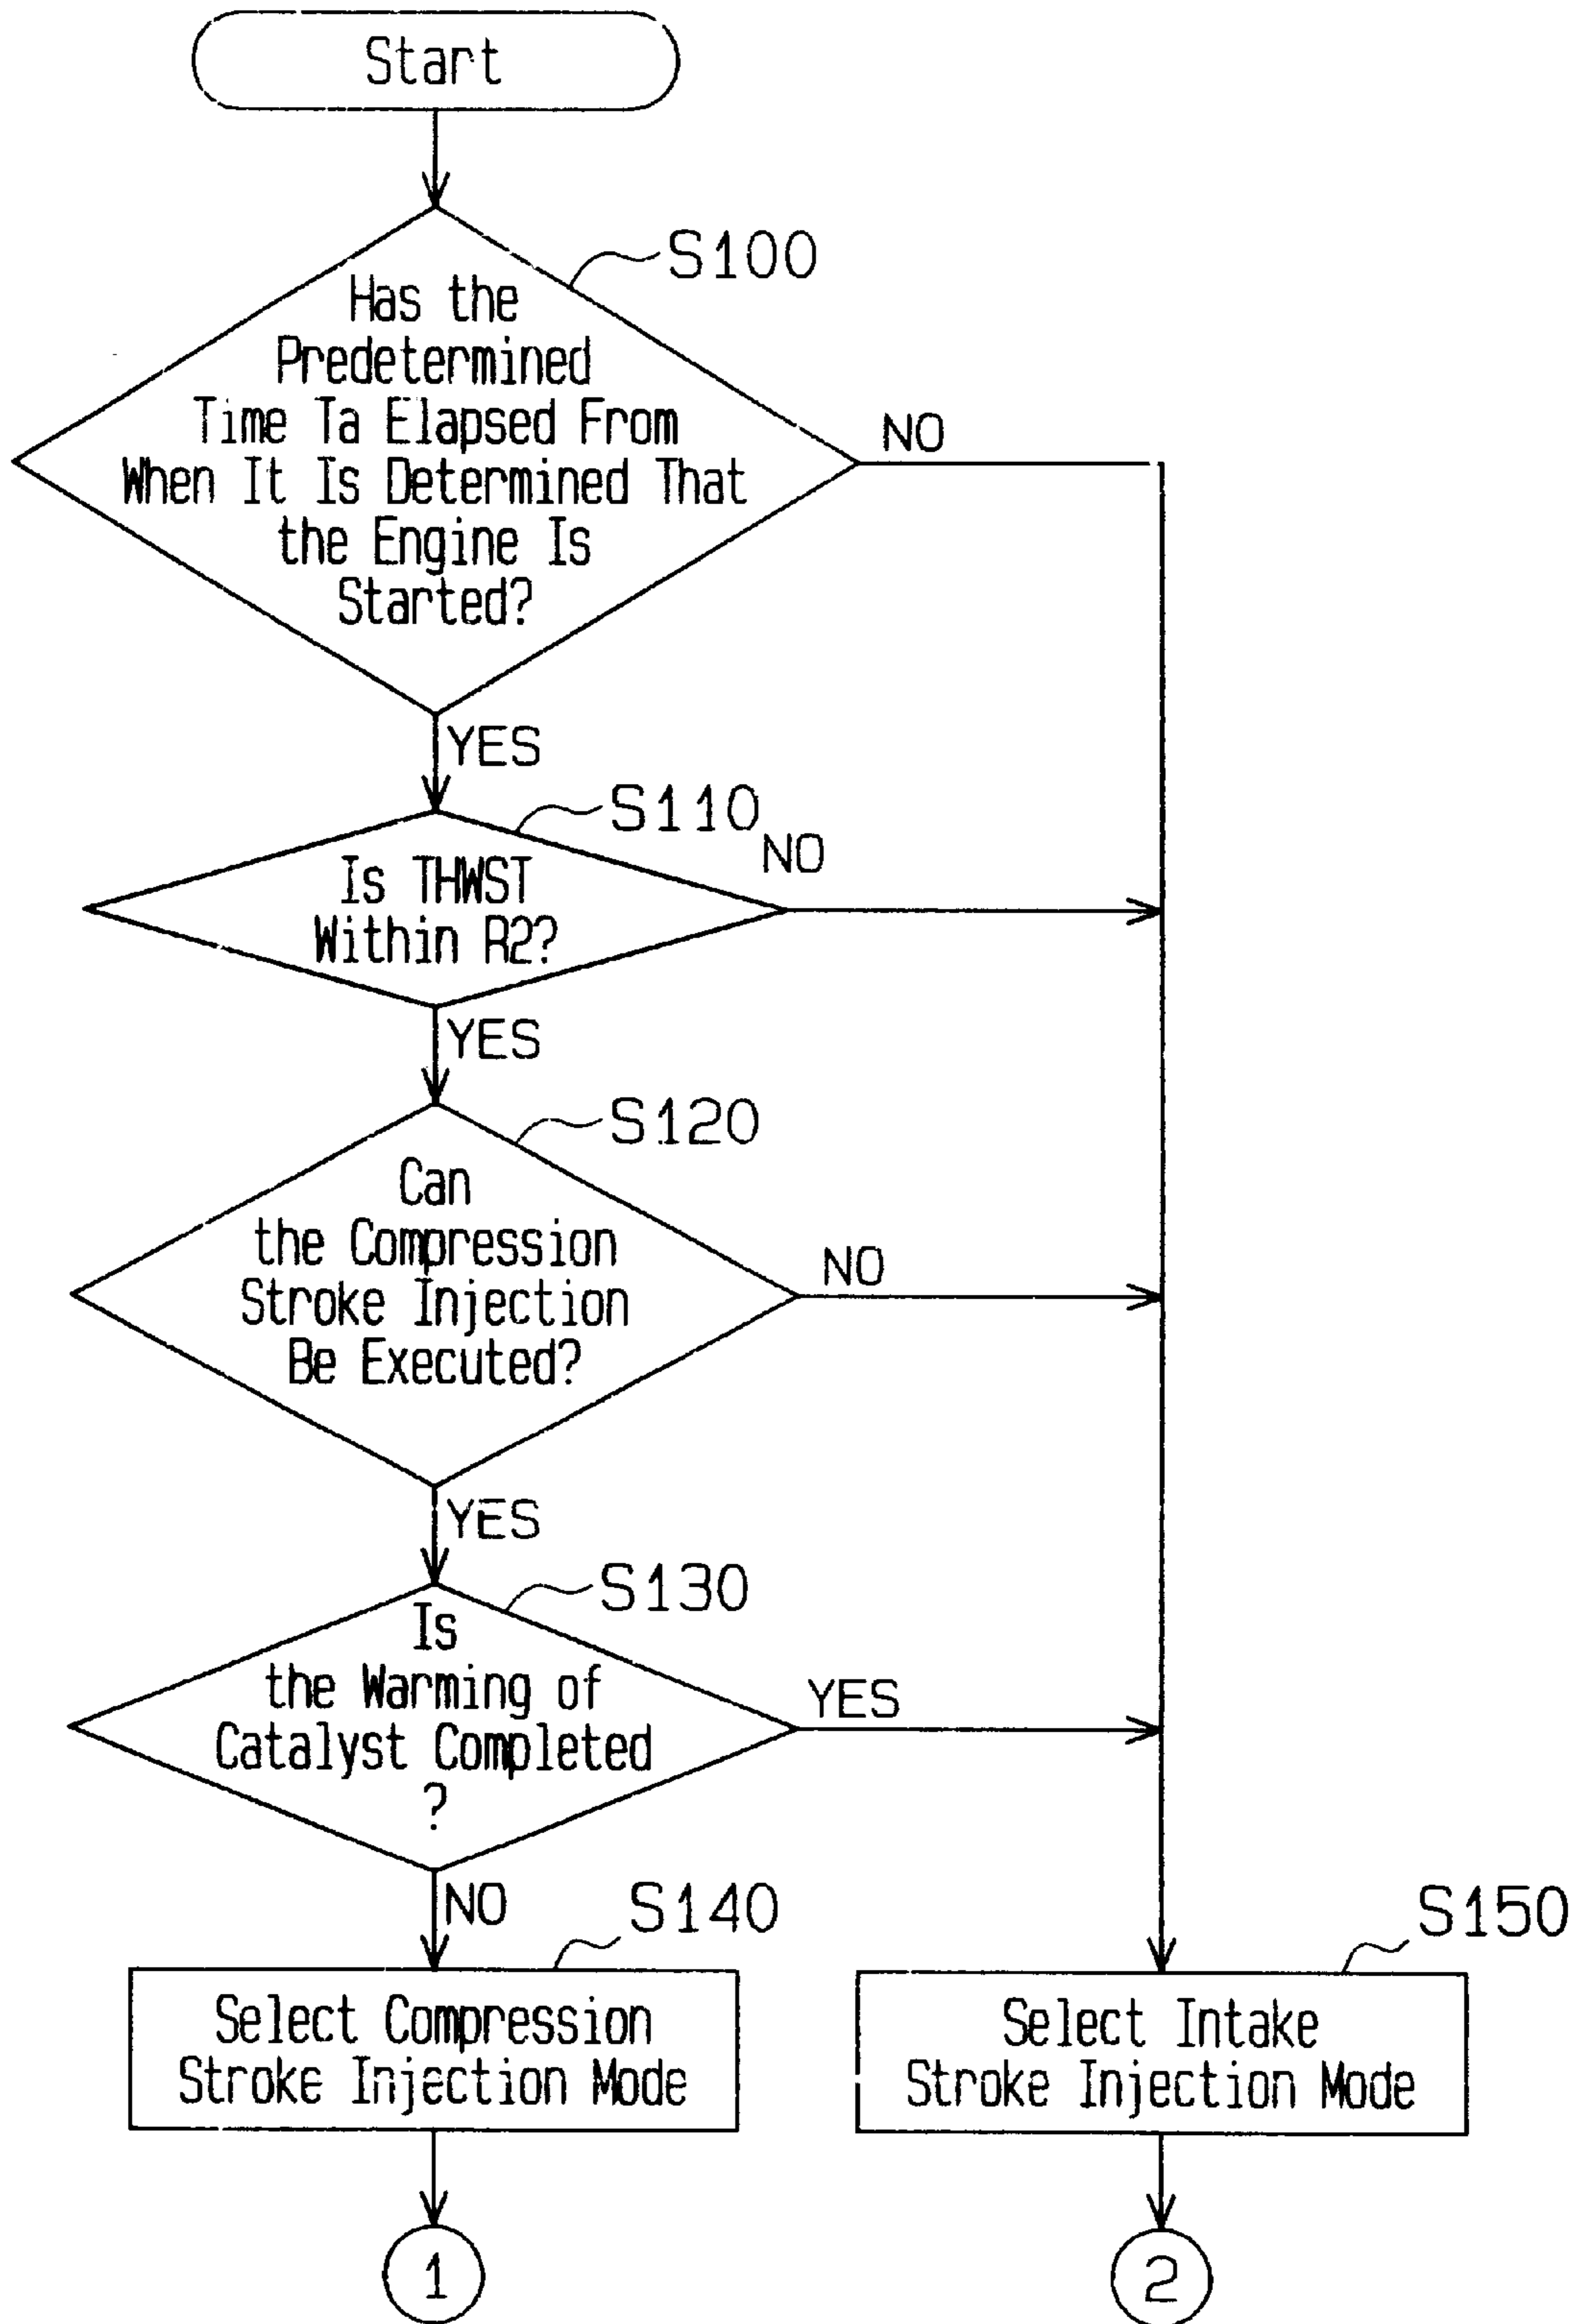 Start
S100
Has the
Predetermined
Time Ta Elapsed From
When It Is Determined That
the Engine Is
Started?
NO
YES
S110
NO
Is THWST
Within R2?
YES
S120
Can
the Compression
Stroke Injection
Be Executed?
NO
YES
S130
Is
the Warming of
Catalyst Completed
?
YES
NO
S140
S150
Select Compression
Stroke Injection Mode
Select Intake
Stroke Injection Mode
1
2